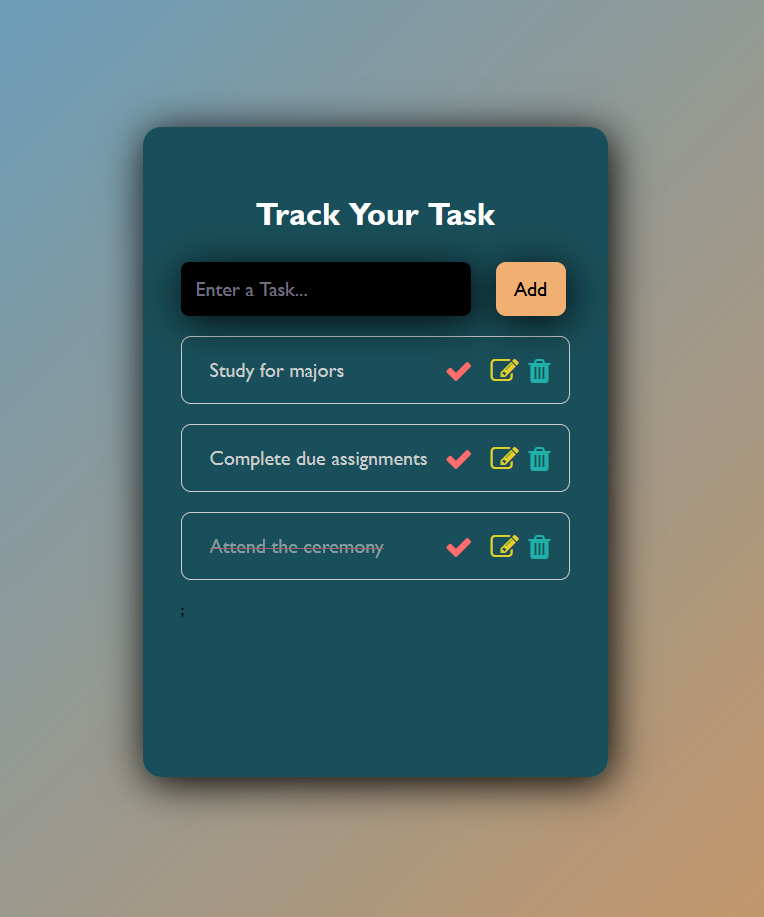 Track Your Task
Enter a Task...
Add
Study for majors
Complete due assignments
Attend the ceremony
;